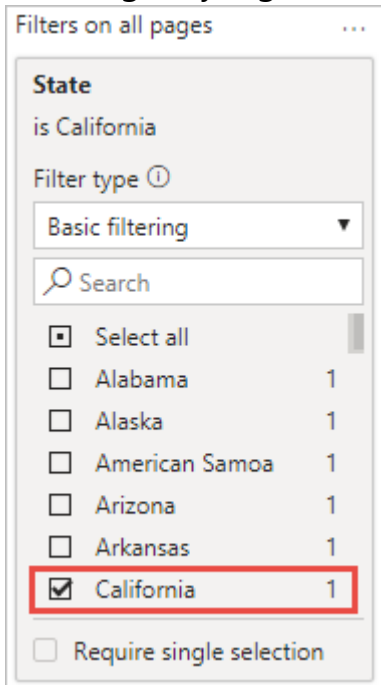 Filters on all pages ...
State
is California
Filter type ⓘ
Basic filtering
Search
Select all
Alabama 1
Alaska 1
American Samoa 1
Arizona 1
Arkansas 1
California 1
Require single selection